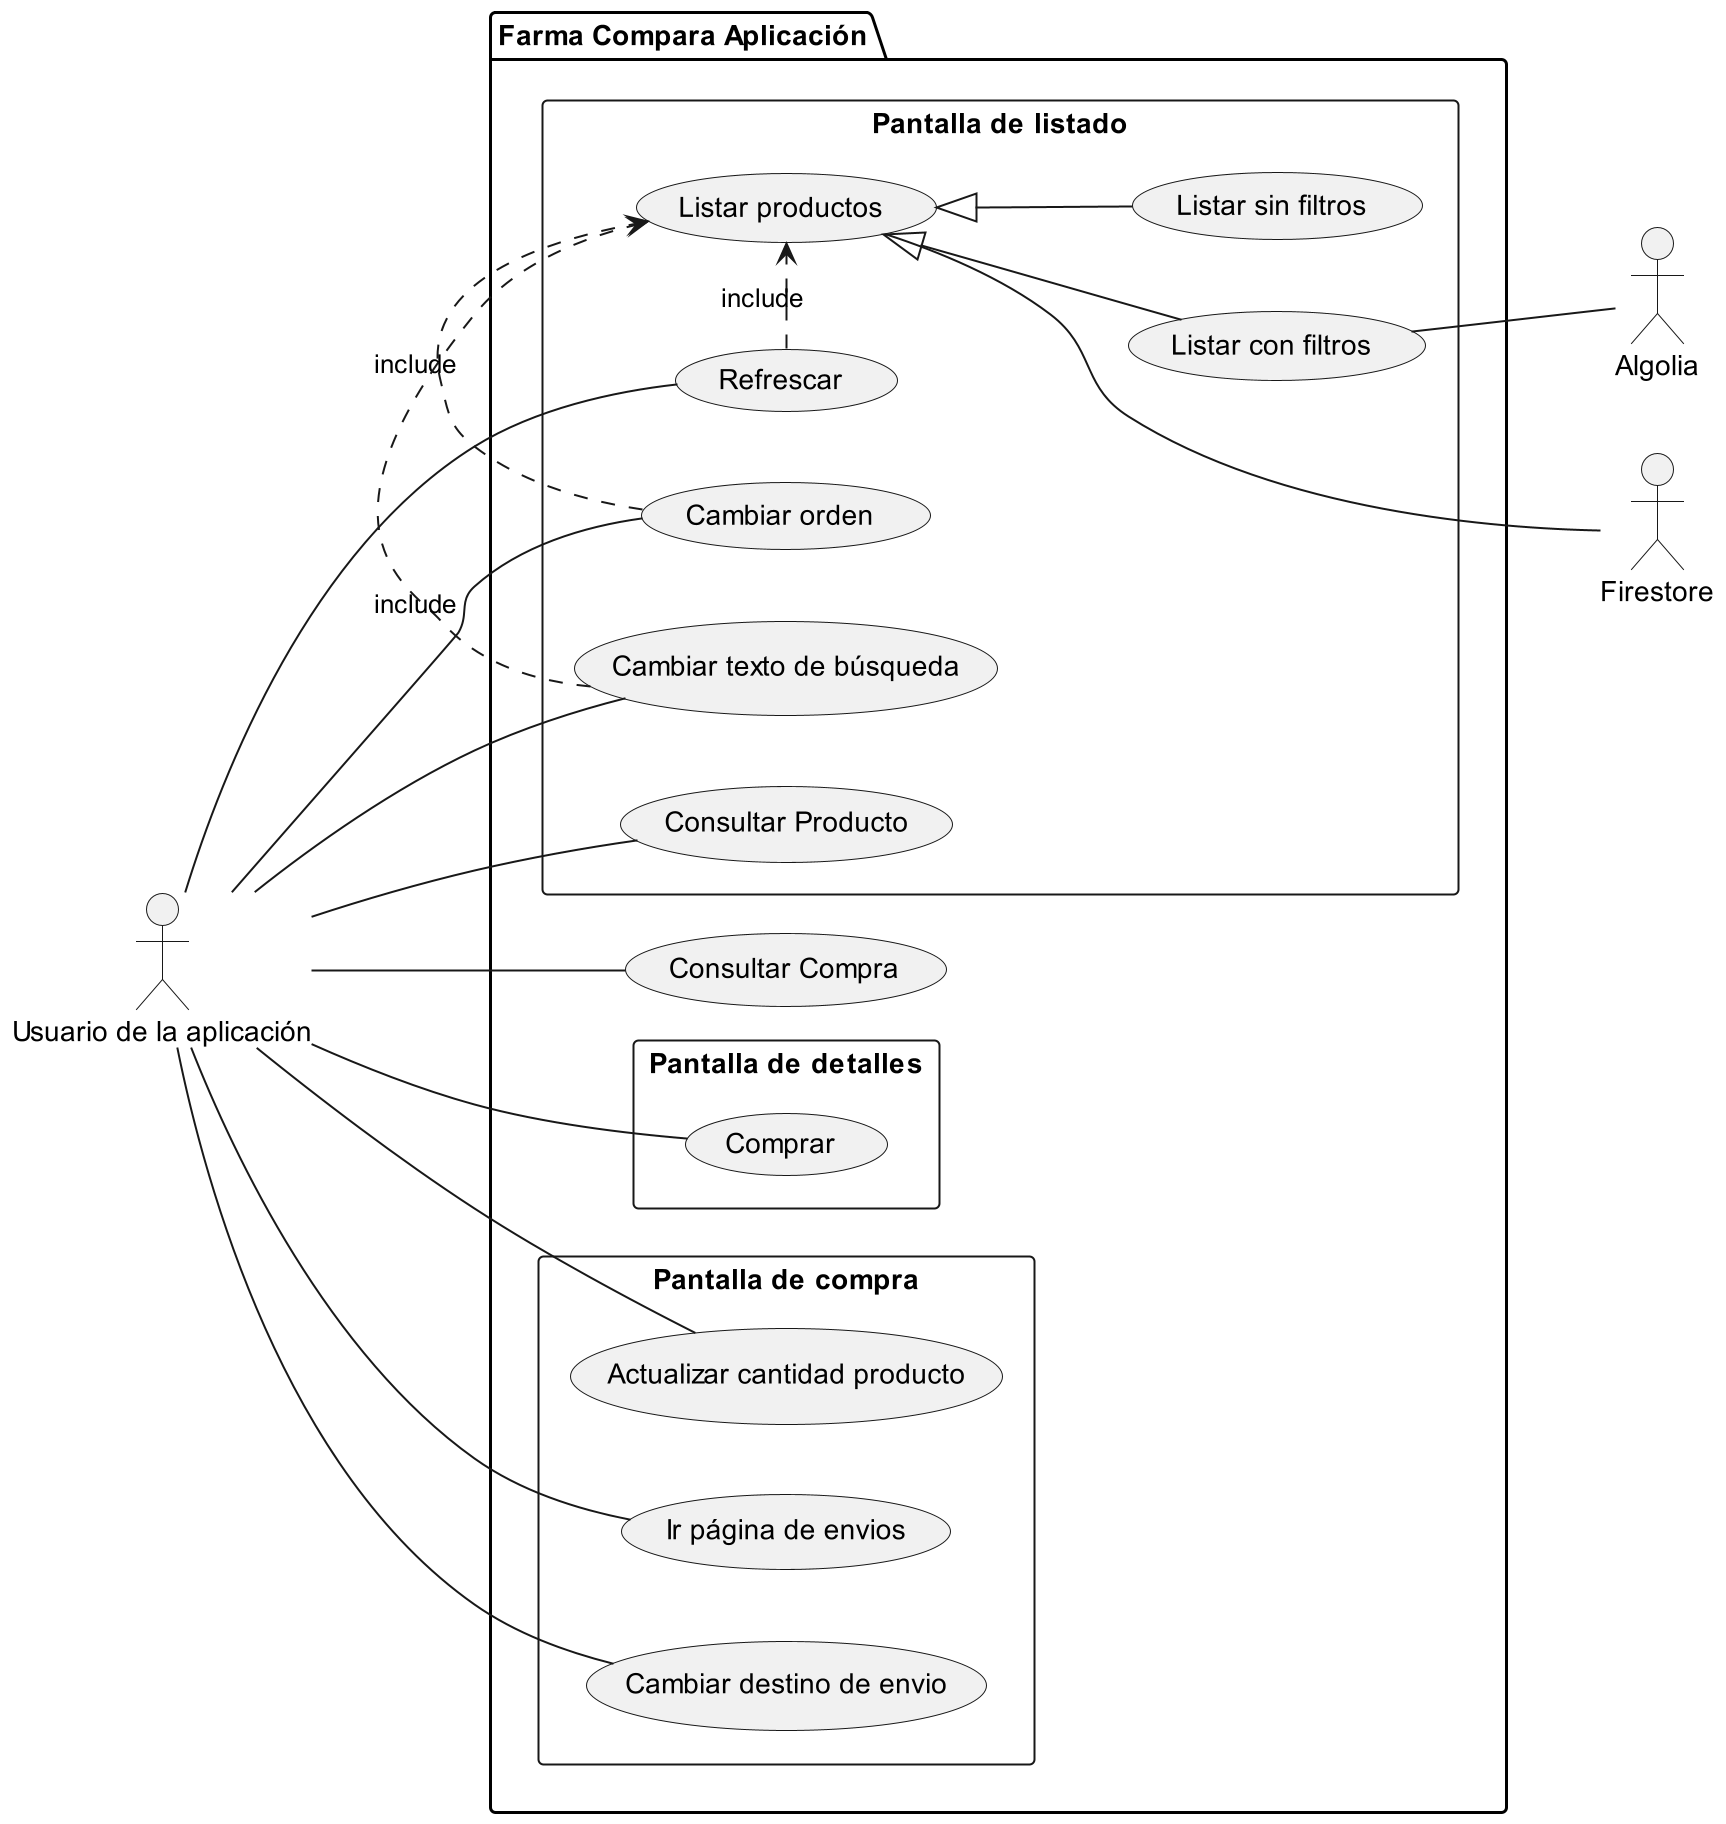 Farma Compara Aplicación
Pantalla de listado
Listar productos
Listar sin filtros
include
Listar con filtros
Algolia
include
Refrescar
Cambiar orden
Firestore
include
Cambiar texto de búsqueda
Consultar Producto
Consultar Compra
Usuario de la aplicación
Pantalla de detalles
Comprar
Pantalla de compra
Actualizar cantidad producto
Ir página de envios
Cambiar destino de envio